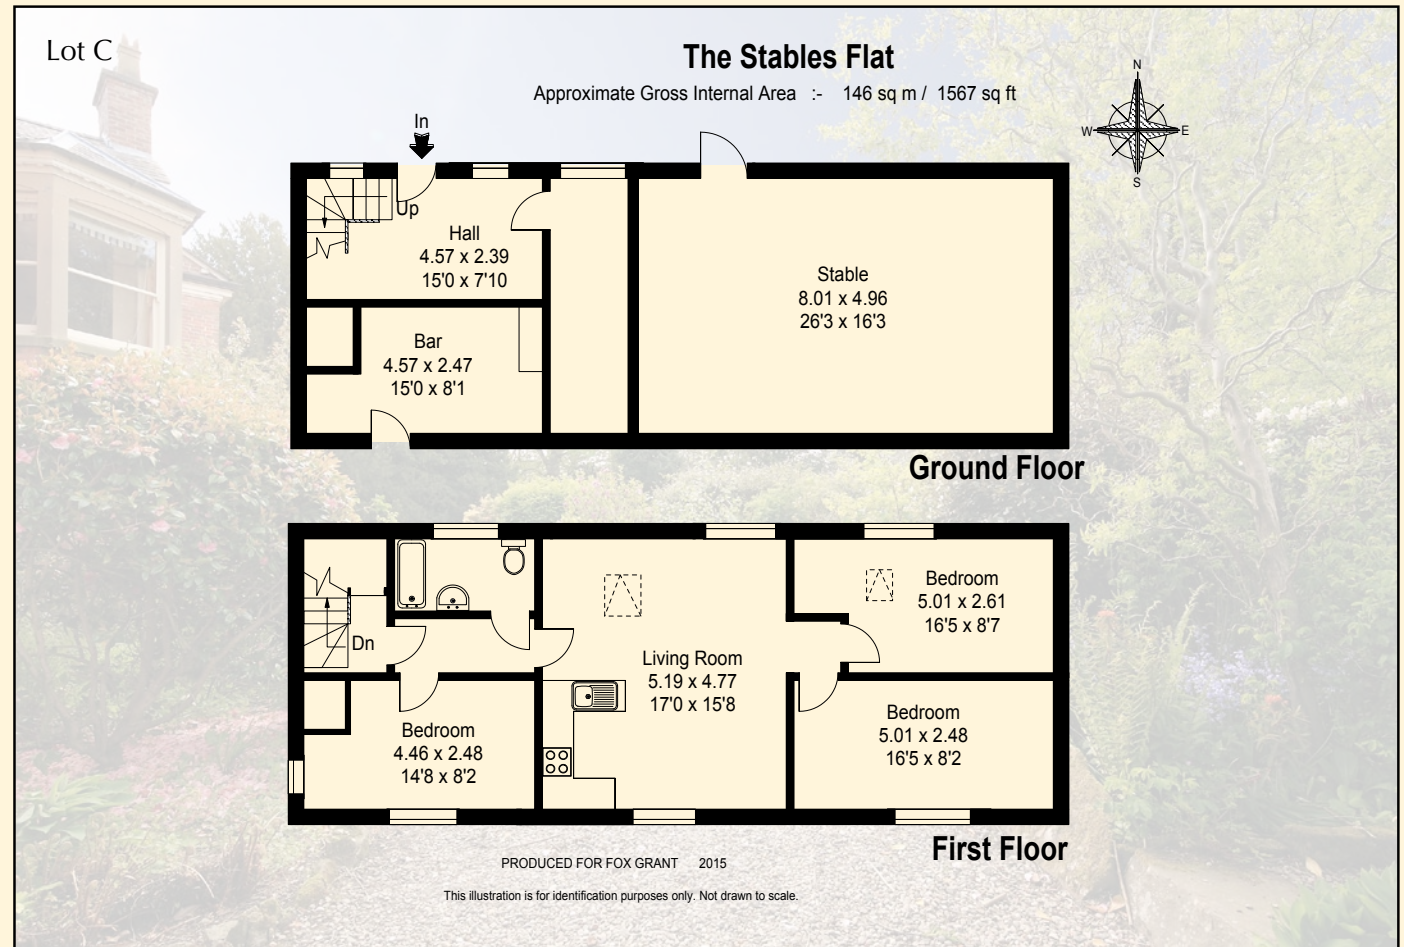 Lot C
The Stables Flat
Approximate Gross Internal Area :- 146 sq m / 1567 sq ft
N
W E
S
In
Up
Hall
4.57 x 2.39
15'0 x 7'10
Bar
4.57 x 2.47
15'0 x 8'1
Stable
8.01 x 4.96
26'3 x 16'3
Ground Floor
Dn
Bedroom
4.46 x 2.48
14'8 x 8'2
Living Room
5.19 x 4.77
17'0 x 15'8
Bedroom
5.01 x 2.61
16'5 x 8'7
Bedroom
5.01 x 2.48
16'5 x 8'2
First Floor
PRODUCED FOR FOX GRANT 2015
This illustration is for identification purposes only. Not drawn to scale.